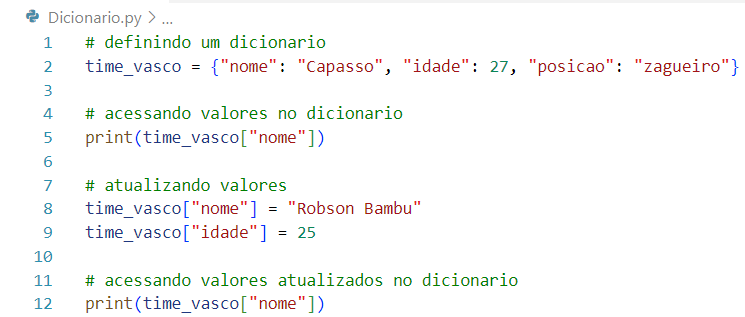 Dicionario.py > ...
1 # definindo um dicionario
2 time_vasco = {"nome": "Capasso", "idade": 27, "posicao": "zagueiro"}
3
4 # acessando valores no dicionario
5 print(time_vasco["nome"])
6
7 # atualizando valores
8 time_vasco["nome"] = "Robson Bambu"
9 time_vasco["idade"] = 25
10
11 # acessando valores atualizados no dicionario
12 print(time_vasco["nome"])